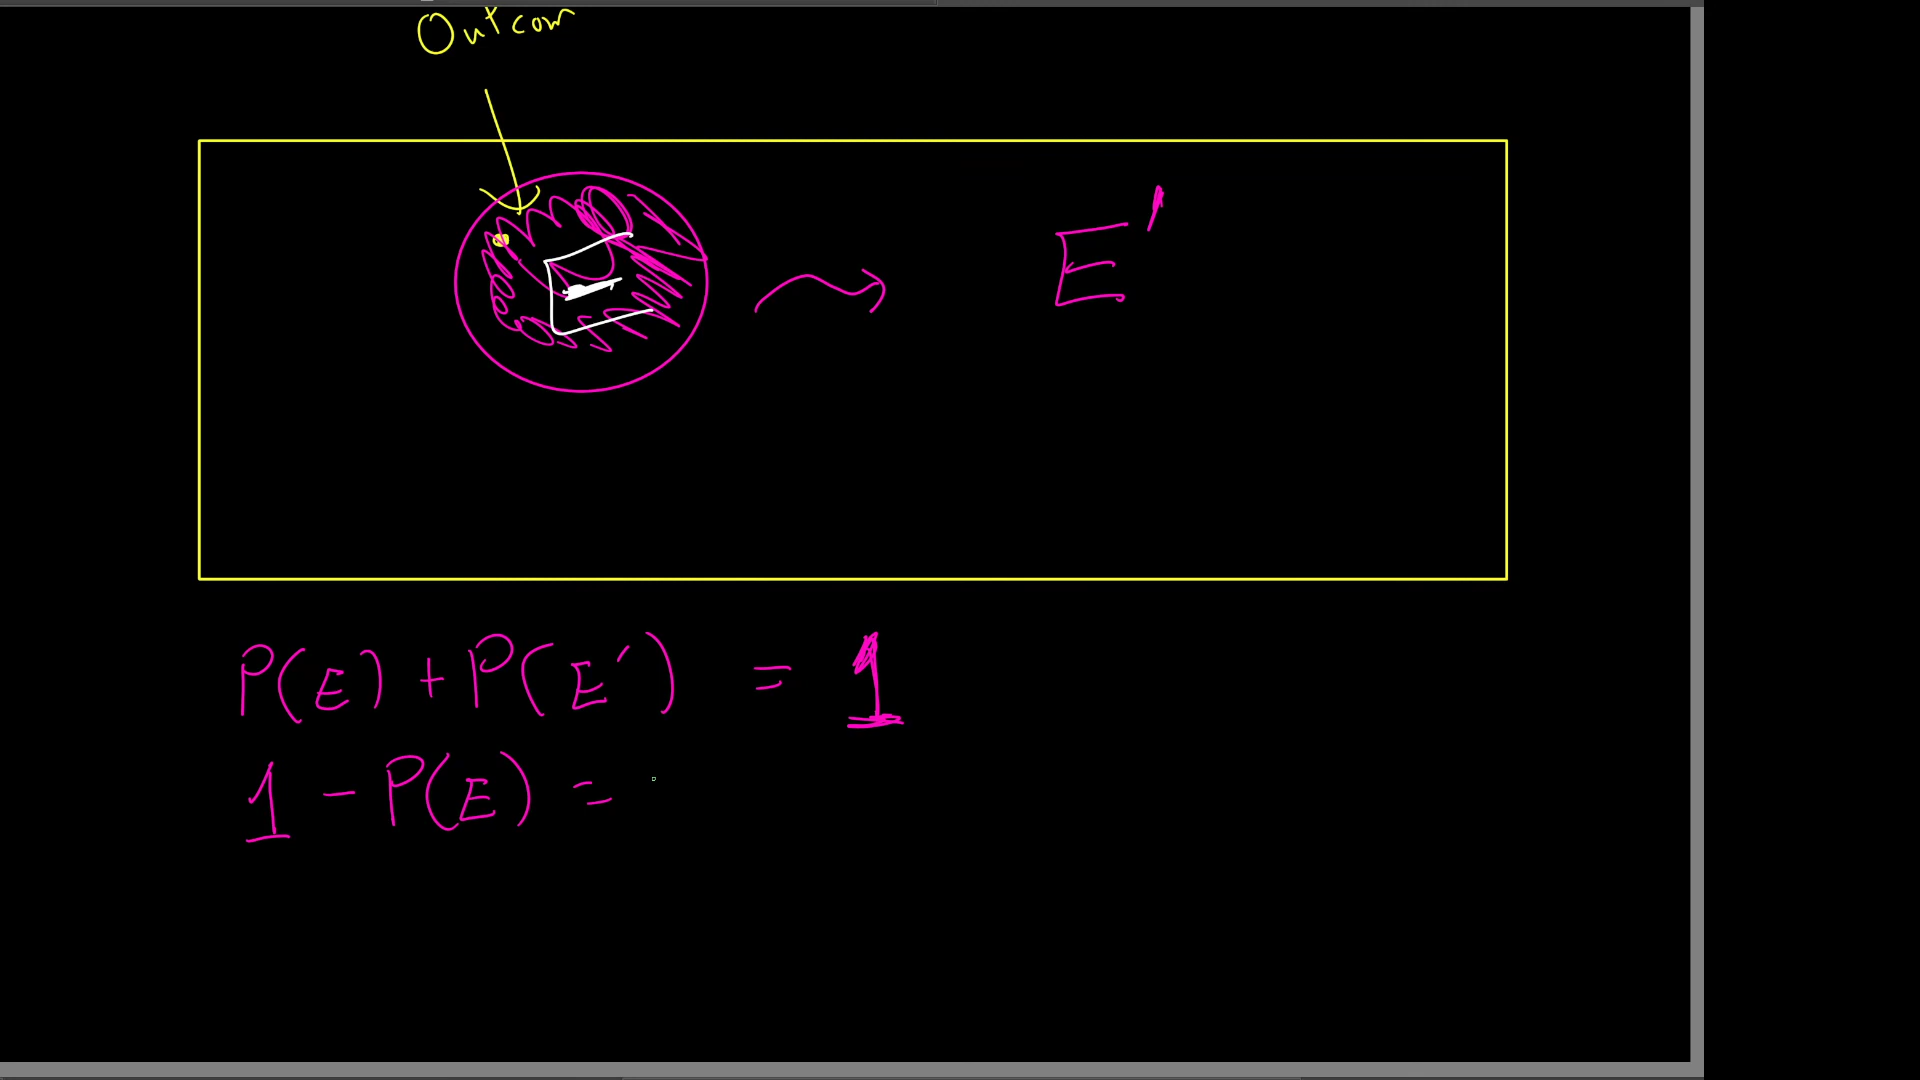 Outcom
E
E'
P(E) + P(E') = 1
1 - P(E) =